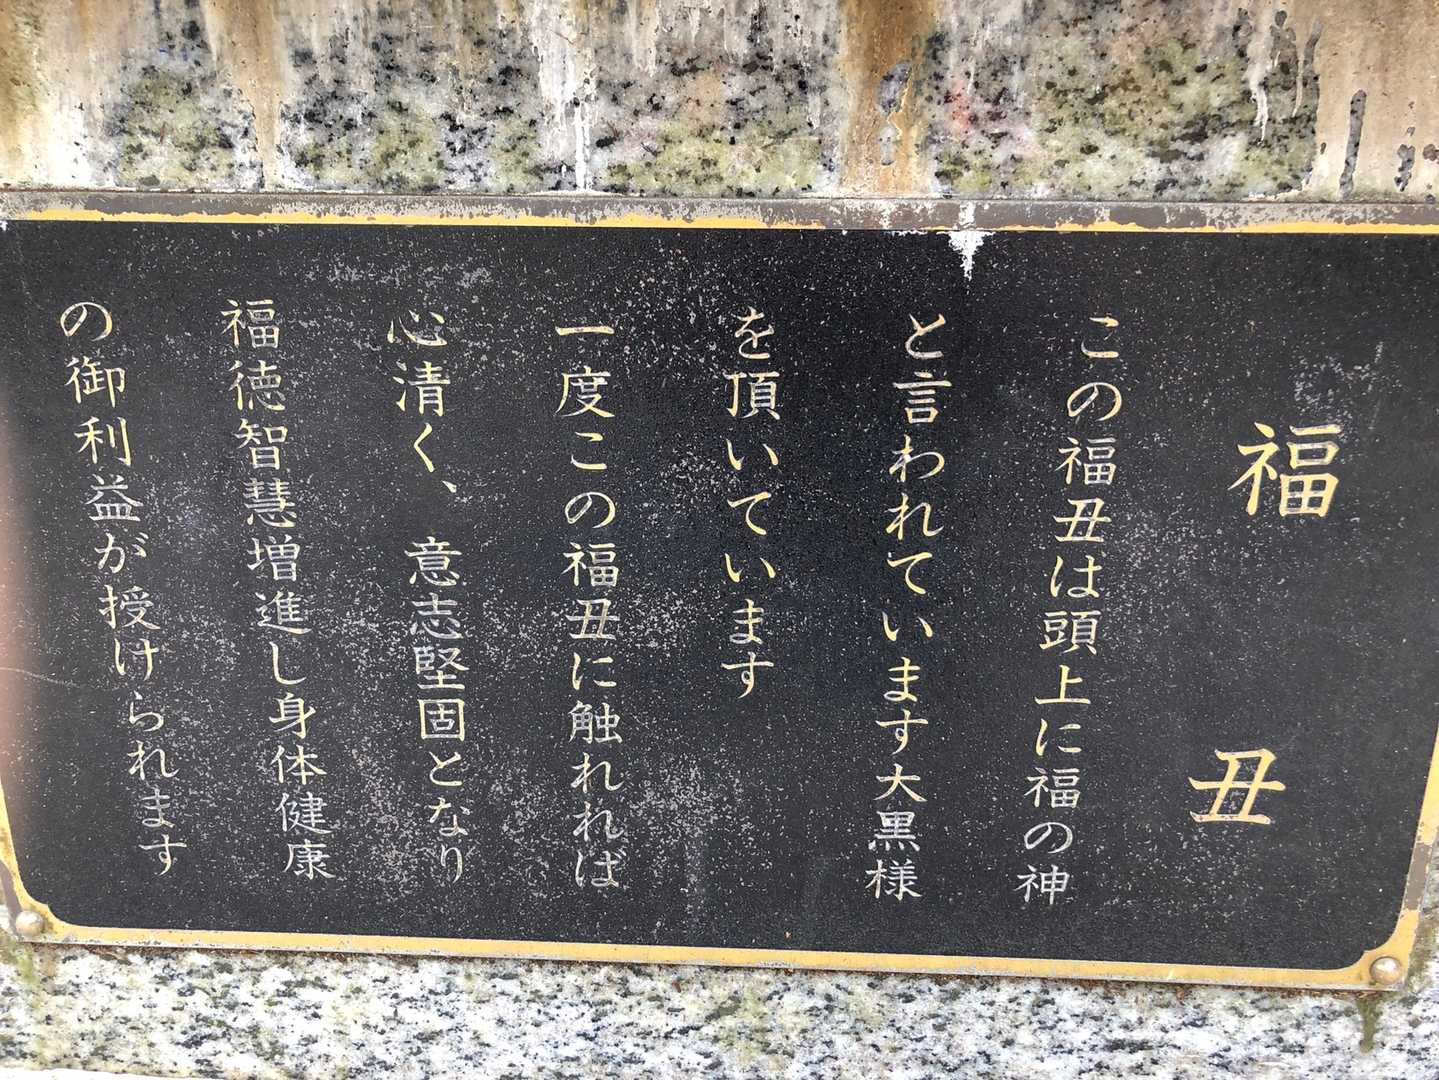 福丑
この福丑は頭上に福の神
と言われています大黒様
を頂いています
一度この福丑に触れれば
心清く、意志堅固となり
福徳智慧増進し身体健康
の御利益が授けられます